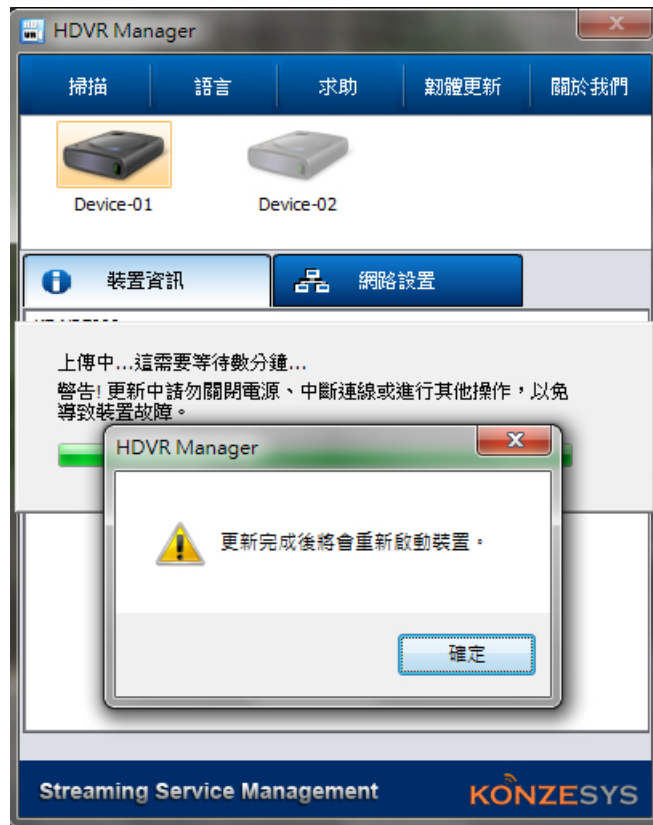 HDVR Manager
掃描 語言 求助 韌體更新 關於我們
Device-01 Device-02
裝置資訊 網路設置
上傳中…這需要等待數分鐘…
警告! 更新中請勿關閉電源、中斷連線或進行其他操作，以免
導致裝置故障。
HDVR Manager
更新完成後將會重新啟動裝置。
確定
Streaming Service Management KONZESYS